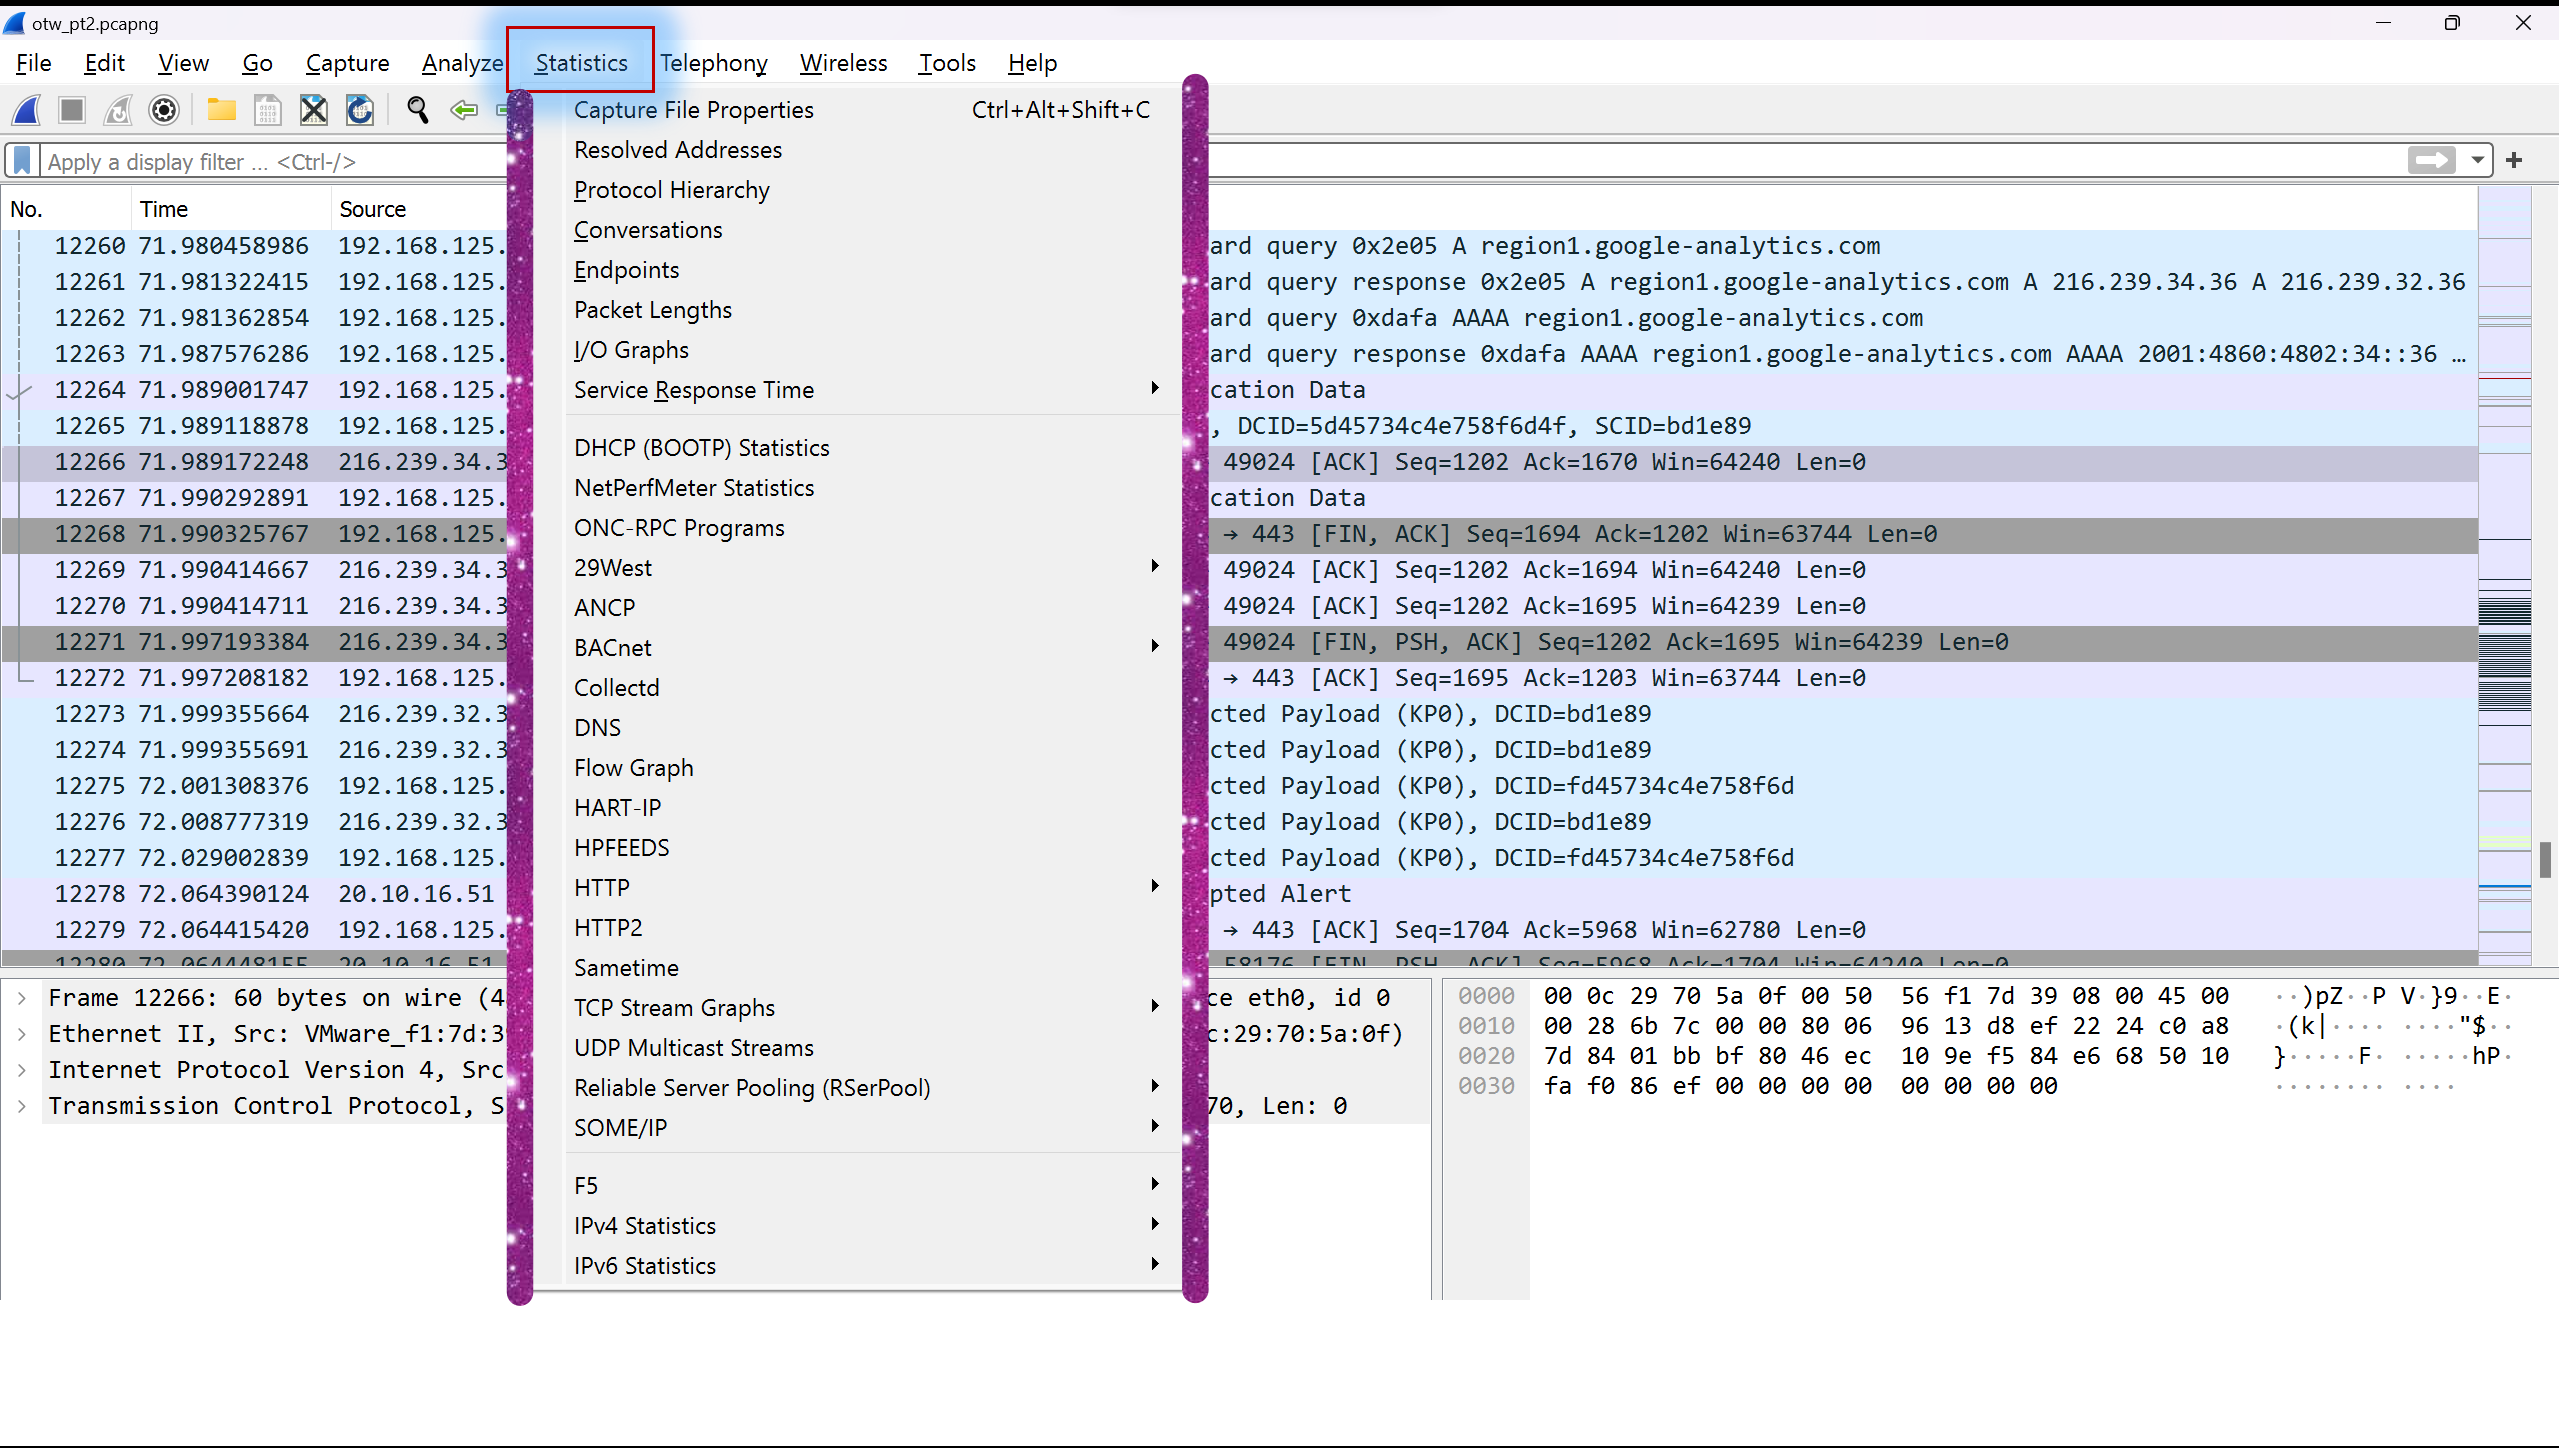 otw_pt2.pcapng
File Edit View Go Capture Analyze Statistics Telephony Wireless Tools Help
Apply a display filter ... <Ctrl-/>
Capture File Properties Ctrl+Alt+Shift+C
Resolved Addresses
Protocol Hierarchy
Conversations
Endpoints
Packet Lengths
I/O Graphs
Service Response Time
DHCP (BOOTP) Statistics
NetPerfMeter Statistics
ONC-RPC Programs
29West
ANCP
BACnet
Collectd
DNS
Flow Graph
HART-IP
HPFEEDS
HTTP
HTTP2
Sametime
TCP Stream Graphs
UDP Multicast Streams
Reliable Server Pooling (RSerPool)
SOME/IP
F5
IPv4 Statistics
IPv6 Statistics
No. Time Source
12260 71.980458986 192.168.125. ard query 0x2e05 A region1.google-analytics.com
12261 71.981322415 192.168.125. ard query response 0x2e05 A region1.google-analytics.com A 216.239.34.36 A 216.239.32.36
12262 71.981362854 192.168.125. ard query 0xdafa AAAA region1.google-analytics.com
12263 71.987576286 192.168.125. ard query response 0xdafa AAAA region1.google-analytics.com AAAA 2001:4860:4802:34::36 …
12264 71.989001747 192.168.125. cation Data
12265 71.989118878 192.168.125. , DCID=5d45734c4e758f6d4f, SCID=bd1e89
12266 71.989172248 216.239.34.3 49024 [ACK] Seq=1202 Ack=1670 Win=64240 Len=0
12267 71.990292891 192.168.125. cation Data
12268 71.990325767 192.168.125. → 443 [FIN, ACK] Seq=1694 Ack=1202 Win=63744 Len=0
12269 71.990414667 216.239.34.3 49024 [ACK] Seq=1202 Ack=1694 Win=64240 Len=0
12270 71.990414711 216.239.34.3 49024 [ACK] Seq=1202 Ack=1695 Win=64239 Len=0
12271 71.997193384 216.239.34.3 49024 [FIN, PSH, ACK] Seq=1202 Ack=1695 Win=64239 Len=0
12272 71.997208182 192.168.125. → 443 [ACK] Seq=1695 Ack=1203 Win=63744 Len=0
12273 71.999355664 216.239.32.3 cted Payload (KP0), DCID=bd1e89
12274 71.999355691 216.239.32.3 cted Payload (KP0), DCID=bd1e89
12275 72.001308376 192.168.125. cted Payload (KP0), DCID=fd45734c4e758f6d
12276 72.008777319 216.239.32.3 cted Payload (KP0), DCID=bd1e89
12277 72.029002839 192.168.125. cted Payload (KP0), DCID=fd45734c4e758f6d
12278 72.064390124 20.10.16.51 pted Alert
12279 72.064415420 192.168.125. → 443 [ACK] Seq=1704 Ack=5968 Win=62780 Len=0
12280 72.064448155 20.10.16.51 58176 [FIN, PSH, ACK] Seq=5968 Ack=1704 Win=64240 Len=0
Frame 12266: 60 bytes on wire (4 ce eth0, id 0
Ethernet II, Src: VMware_f1:7d:39 c:29:70:5a:0f)
Internet Protocol Version 4, Src
Transmission Control Protocol, S 70, Len: 0
0000 00 0c 29 70 5a 0f 00 50 56 f1 7d 39 08 00 45 00 ··)pZ··P V·}9··E·
0010 00 28 6b 7c 00 00 80 06 96 13 d8 ef 22 24 c0 a8 ·(k|···· ····"$··
0020 7d 84 01 bb bf 80 46 ec 10 9e f5 84 e6 68 50 10 }·····F· ·····hP·
0030 fa f0 86 ef 00 00 00 00 00 00 00 00 ········ ····